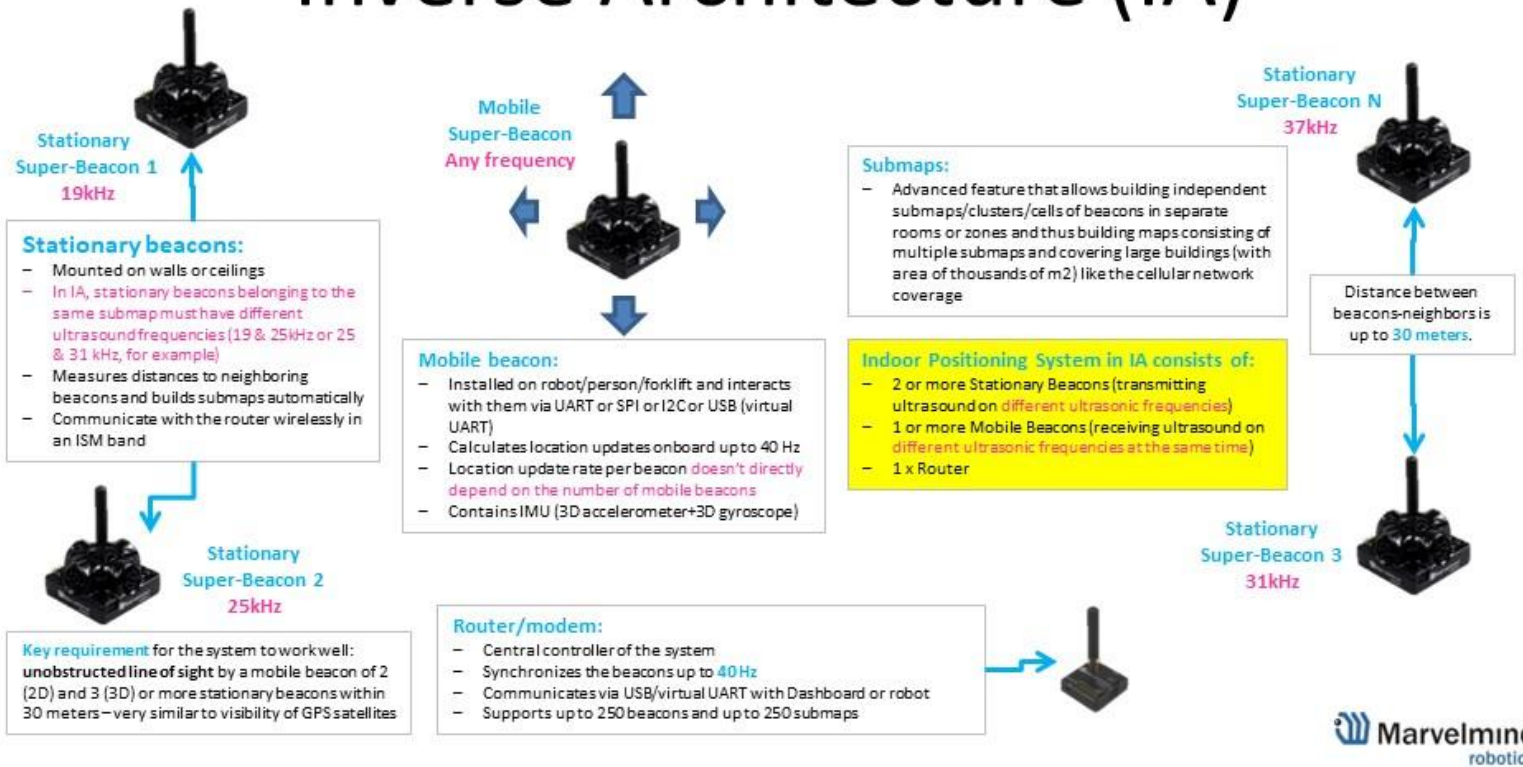 Inverse Architecture (IA)
Stationary
Super-Beacon 1
19kHz
Mobile
Super-Beacon
Any frequency
Stationary
Super-Beacon N
37kHz
Stationary beacons:
– Mounted on walls or ceilings
– In IA, stationary beacons belonging to the
same submap must have different
ultrasound frequencies (19 & 25kHz or 25
& 31 kHz, for example)
– Measures distances to neighboring
beacons and builds submaps automatically
– Communicate with the router wirelessly in
an ISM band
Submaps:
– Advanced feature that allows building independent
submaps/clusters/cells of beacons in separate
rooms or zones and thus building maps consisting of
multiple submaps and covering large buildings (with
area of thousands of m2) like the cellular network
coverage
Distance between
beacons-neighbors is
up to 30 meters.
Mobile beacon:
– Installed on robot/person/forklift and interacts
with them via UART or SPI or I2C or USB (virtual
UART)
– Calculates location updates onboard up to 40 Hz
– Location update rate per beacon doesn't directly
depend on the number of mobile beacons
– Contains IMU (3D accelerometer+3D gyroscope)
Indoor Positioning System in IA consists of:
– 2 or more Stationary Beacons (transmitting
ultrasound on different ultrasonic frequencies)
– 1 or more Mobile Beacons (receiving ultrasound on
different ultrasonic frequencies at the same time)
– 1 x Router
Stationary
Super-Beacon 2
25kHz
Stationary
Super-Beacon 3
31kHz
Key requirement for the system to work well:
unobstructed line of sight by a mobile beacon of 2
(2D) and 3 (3D) or more stationary beacons within
30 meters – very similar to visibility of GPS satellites
Router/modem:
– Central controller of the system
– Synchronizes the beacons up to 40 Hz
– Communicates via USB/virtual UART with Dashboard or robot
– Supports up to 250 beacons and up to 250 submaps
Marvelmind
robotic